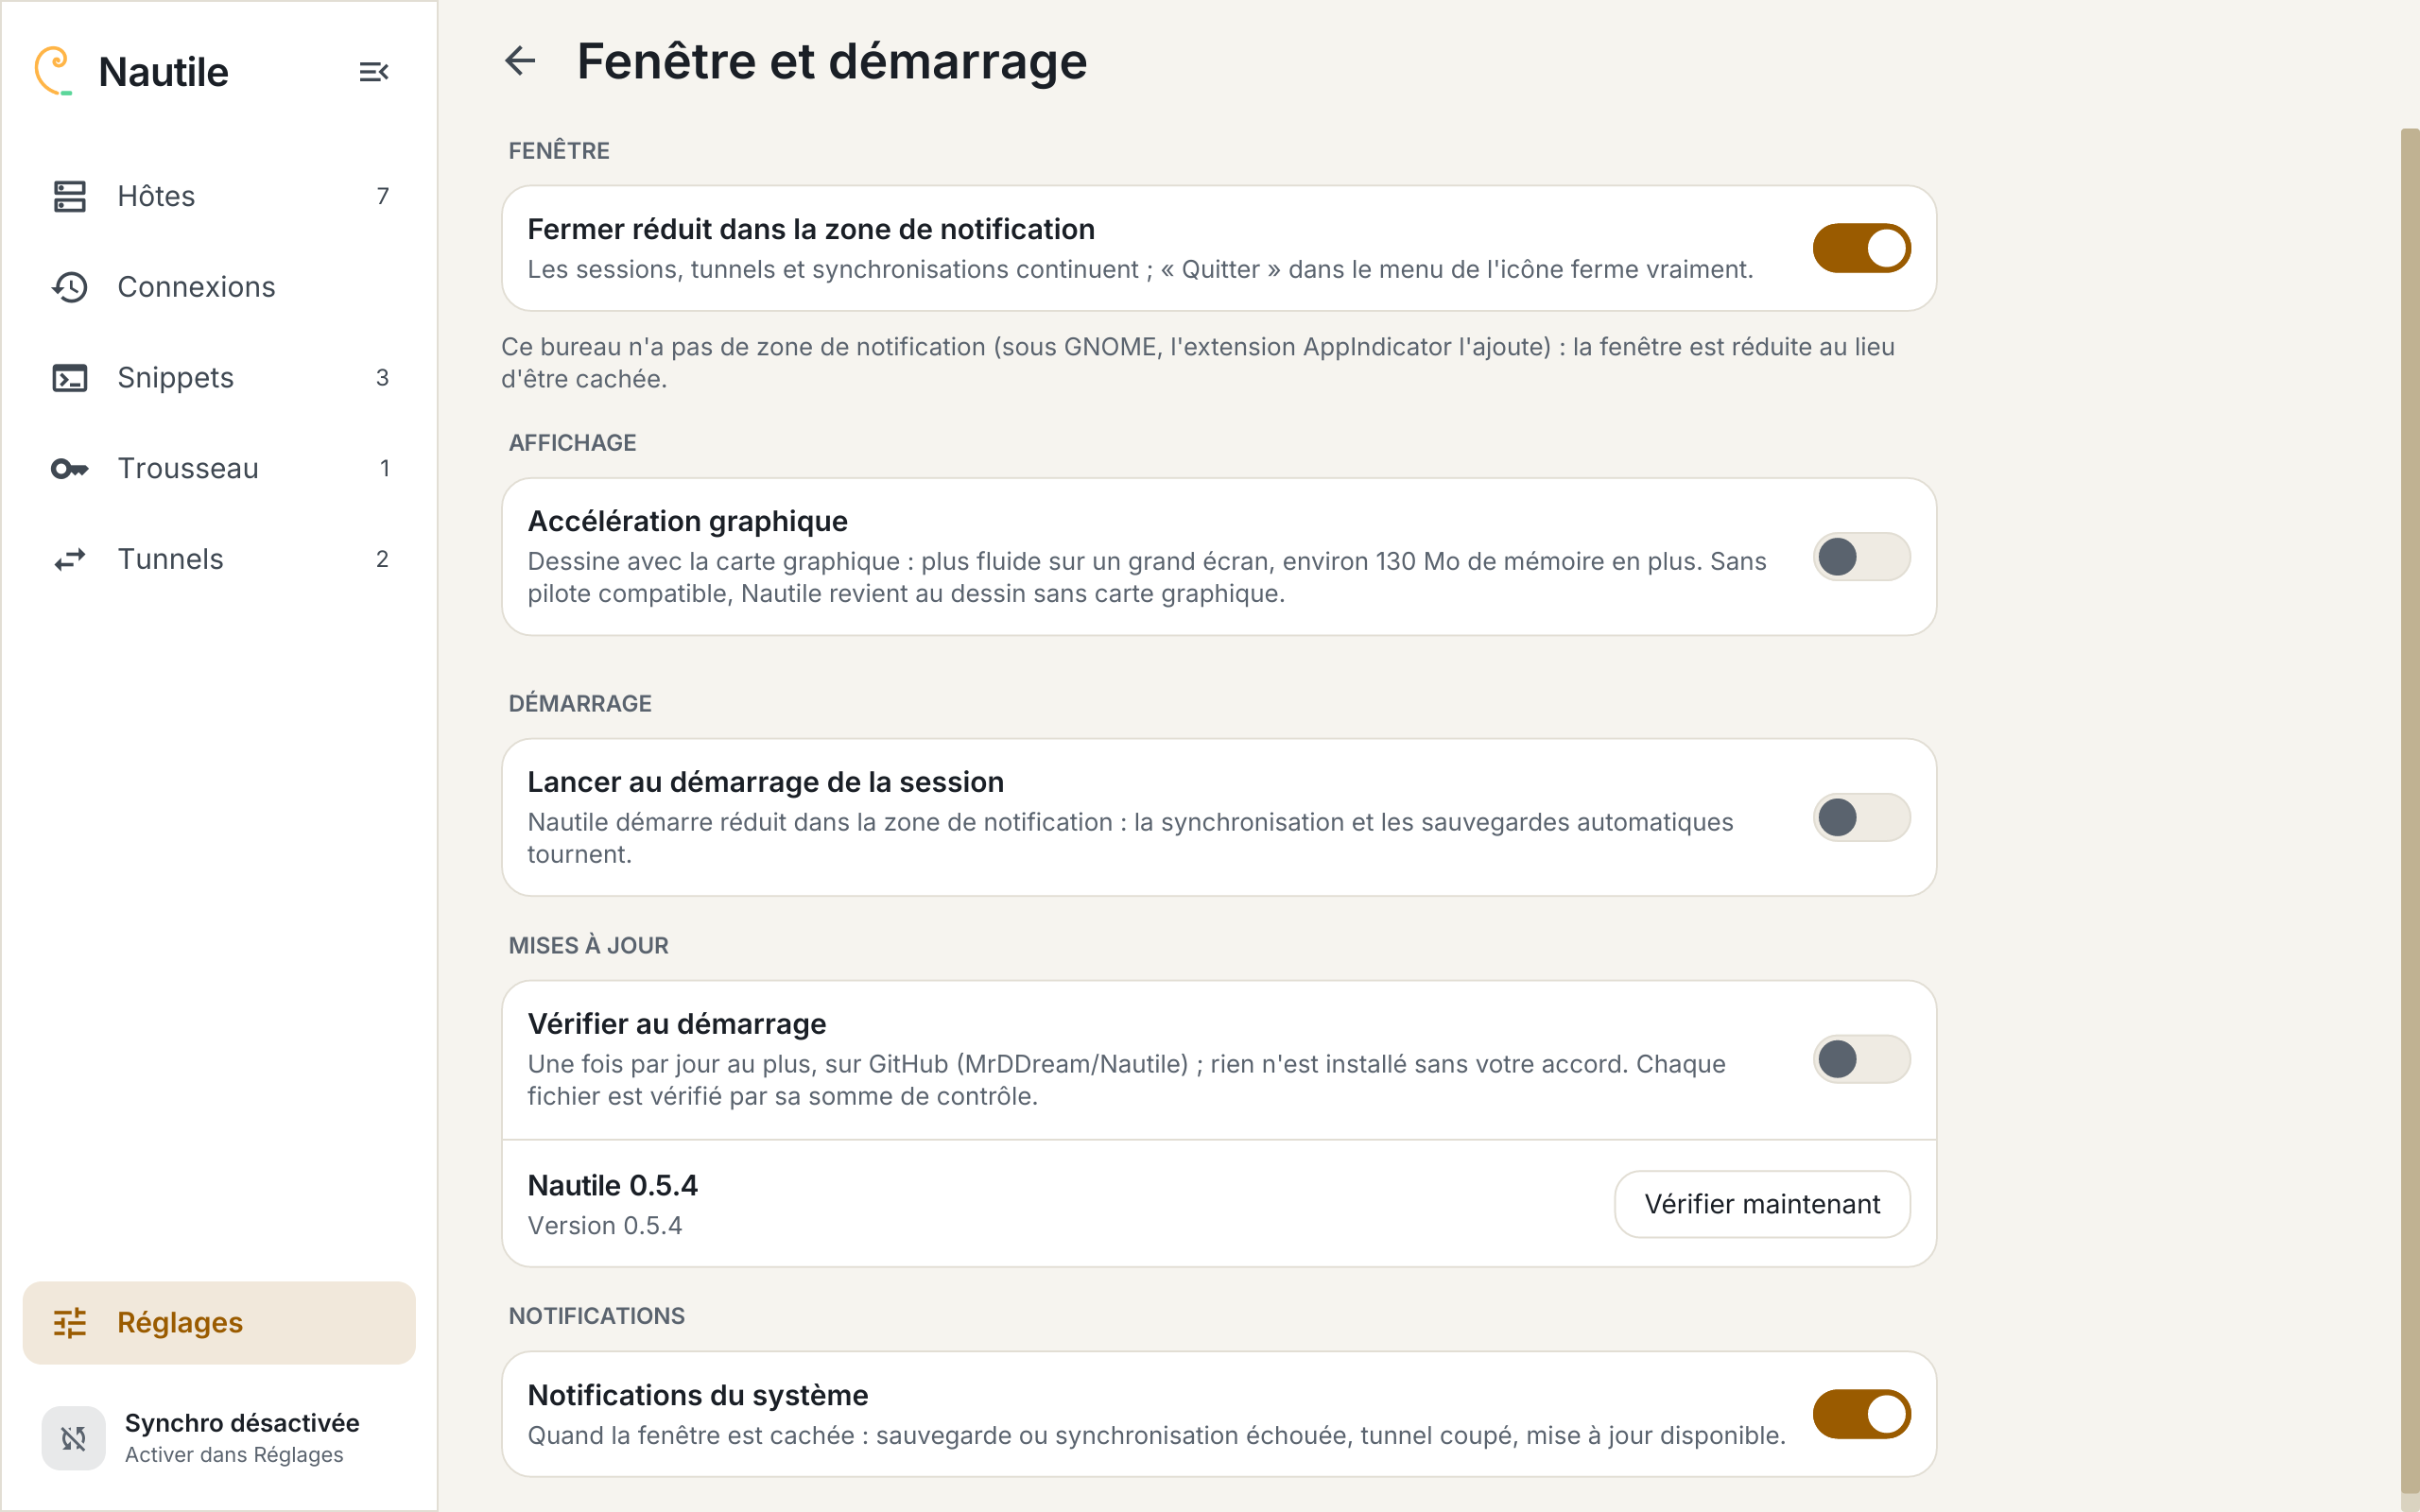 Nautile
Hôtes 7
Connexions
Snippets 3
Trousseau 1
Tunnels 2
Réglages
Synchro désactivée
Activer dans Réglages
Fenêtre et démarrage
FENÊTRE
Fermer réduit dans la zone de notification
Les sessions, tunnels et synchronisations continuent ; « Quitter » dans le menu de l'icône ferme vraiment.
Ce bureau n'a pas de zone de notification (sous GNOME, l'extension AppIndicator l'ajoute) : la fenêtre est réduite au lieu
d'être cachée.
AFFICHAGE
Accélération graphique
Dessine avec la carte graphique : plus fluide sur un grand écran, environ 130 Mo de mémoire en plus. Sans
pilote compatible, Nautile revient au dessin sans carte graphique.
DÉMARRAGE
Lancer au démarrage de la session
Nautile démarre réduit dans la zone de notification : la synchronisation et les sauvegardes automatiques
tournent.
MISES À JOUR
Vérifier au démarrage
Une fois par jour au plus, sur GitHub (MrDDream/Nautile) ; rien n'est installé sans votre accord. Chaque
fichier est vérifié par sa somme de contrôle.
Nautile 0.5.4
Version 0.5.4
Vérifier maintenant
NOTIFICATIONS
Notifications du système
Quand la fenêtre est cachée : sauvegarde ou synchronisation échouée, tunnel coupé, mise à jour disponible.